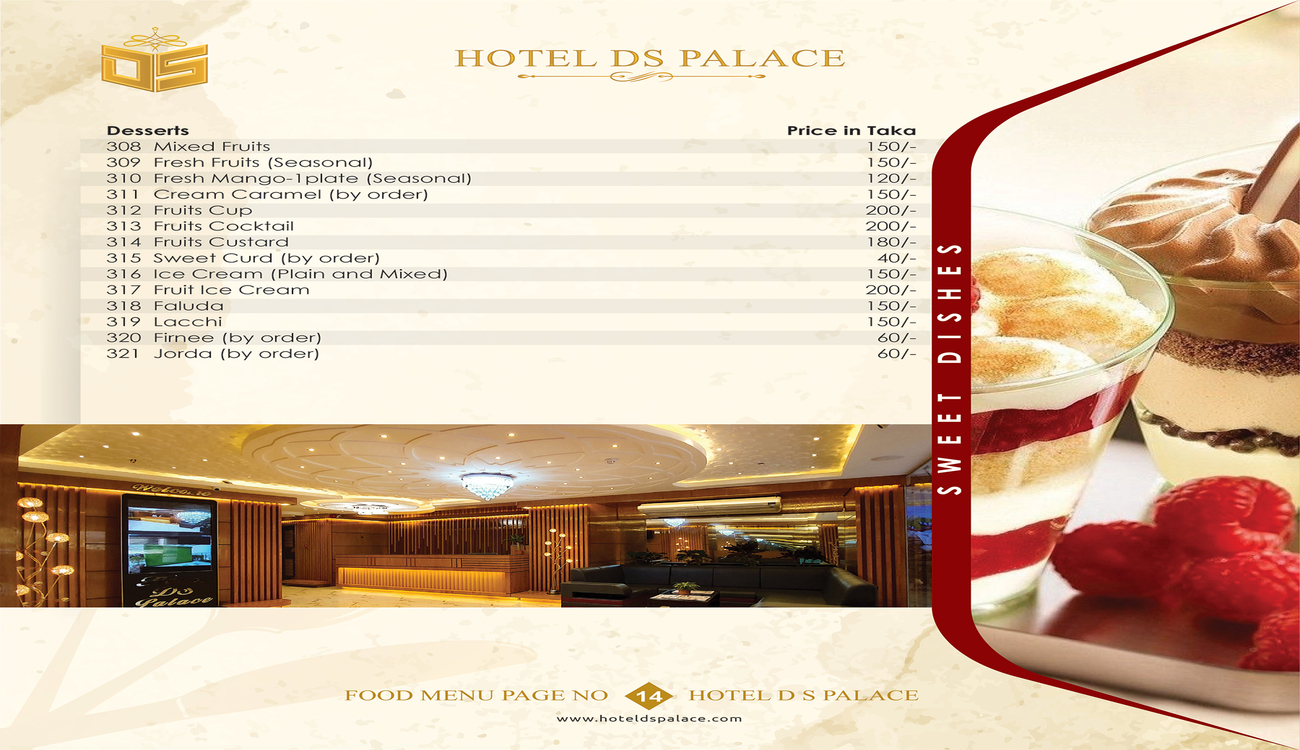 DS
HOTEL DS PALACE
Desserts Price in Taka
308 Mixed Fruits 150/-
309 Fresh Fruits (Seasonal) 150/-
310 Fresh Mango-1plate (Seasonal) 120/-
311 Cream Caramel (by order) 150/-
312 Fruits Cup 200/-
313 Fruits Cocktail 200/-
314 Fruits Custard 180/-
315 Sweet Curd (by order) 40/-
316 Ice Cream (Plain and Mixed) 150/-
317 Fruit Ice Cream 200/-
318 Faluda 150/-
319 Lacchi 150/-
320 Firnee (by order) 60/-
321 Jorda (by order) 60/-
SWEET DISHES
Welcome
Ds
Palace
FOOD MENU PAGE NO 14 HOTEL D S PALACE
www.hoteldspalace.com